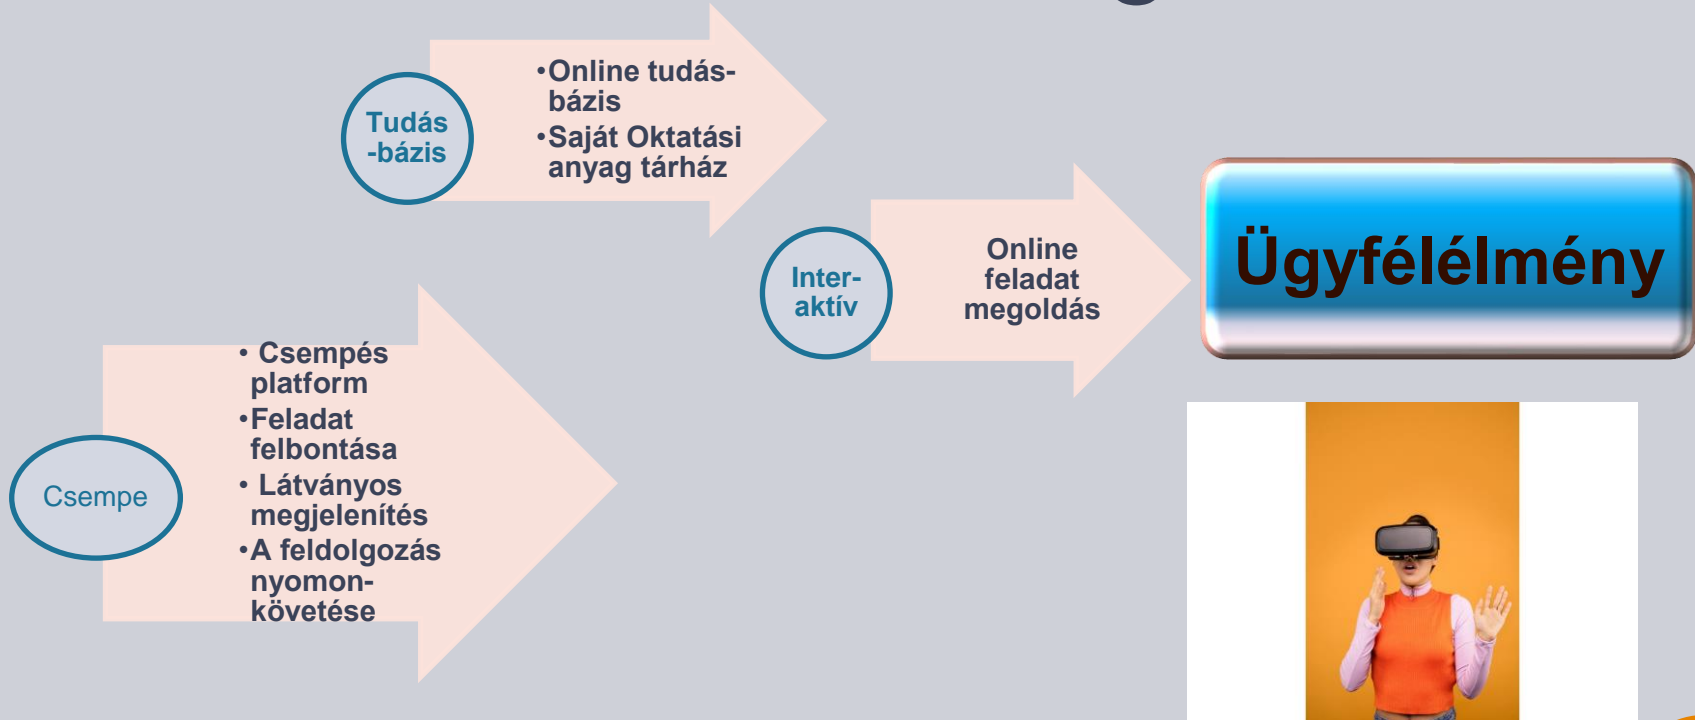 Tudás
-bázis
•Online tudás-
bázis
•Saját Oktatási
anyag tárház
Inter-
aktív
Online
feladat
megoldás
Ügyfélélmény
Csempe
• Csempés
platform
•Feladat
felbontása
• Látványos
megjelenítés
•A feldolgozás
nyomon-
követése